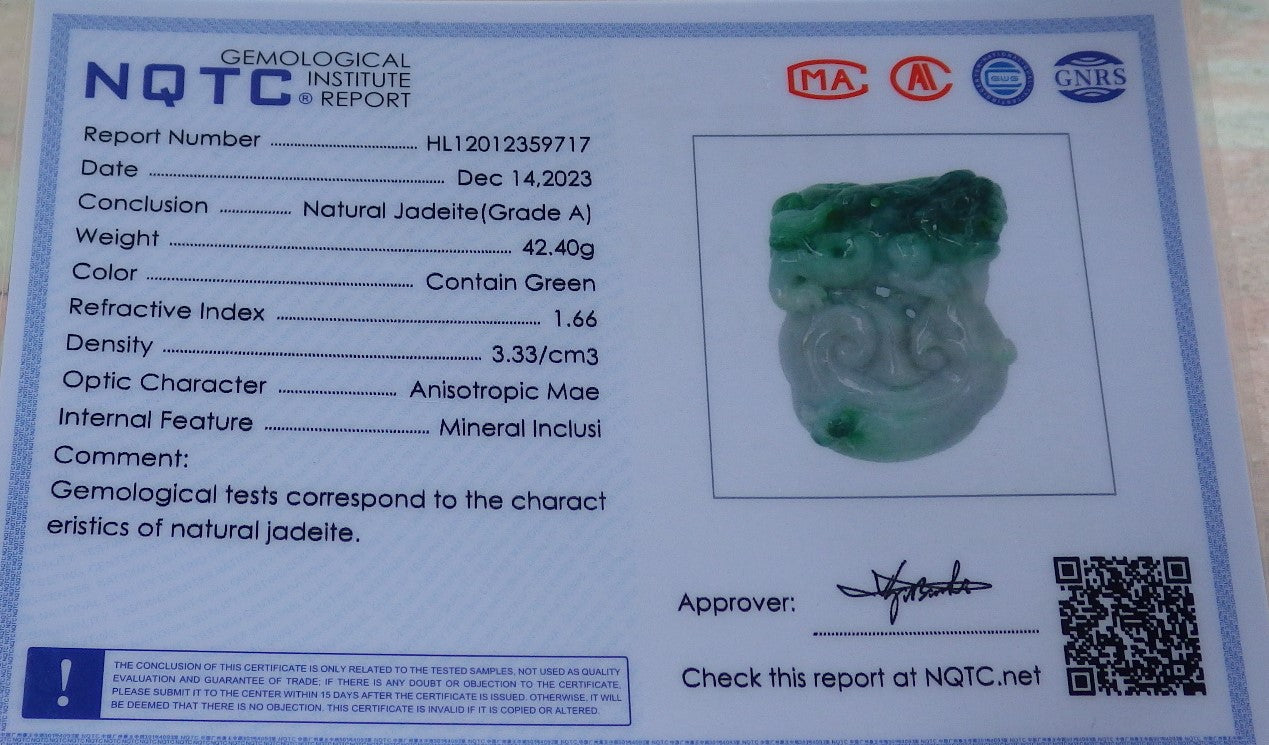 GEMOLOGICAL
NQTC INSTITUTE
® REPORT
MA
GNRS
Report Number HL12012359717
Date Dec 14,2023
Conclusion Natural Jadeite(Grade A)
Weight 42.40g
Color Contain Green
Refractive Index 1.66
Density 3.33/cm3
Optic Character Anisotropic Mae
Internal Feature Mineral Inclusi
Comment:
Gemological tests correspond to the charact
eristics of natural jadeite.
Approver:
Check this report at NQTC.net
!
THE CONCLUSION OF THIS CERTIFICATE IS ONLY RELATED TO THE TESTED SAMPLES, NOT USED AS QUALITY
EVALUATION AND GUARANTEE OF TRADE; IF THERE IS ANY DOUBT OR OBJECTION TO THE CERTIFICATE,
PLEASE SUBMIT IT TO THE CENTER WITHIN 15 DAYS AFTER THE CERTIFICATE IS ISSUED. OTHERWISE, IT WILL
BE DEEMED THAT THERE IS NO OBJECTION. THIS CERTIFICATE IS INVALID IF IT IS COPIED OR ALTERED.